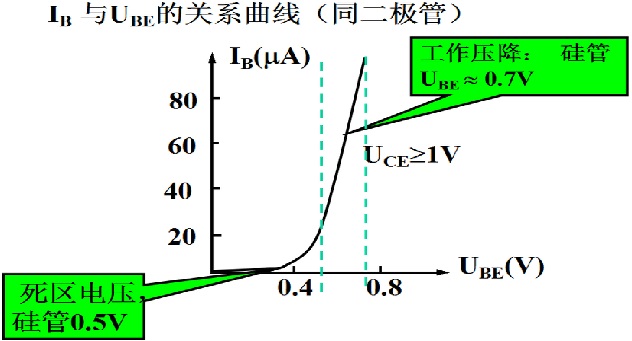 IB 与UBE的关系曲线（同二极管）
IB(μA)
工作压降： 硅管
UBE ≈ 0.7V
80
60
UCE≥1V
40
20
UBE(V)
死区电压，
硅管0.5V
0.4
0.8